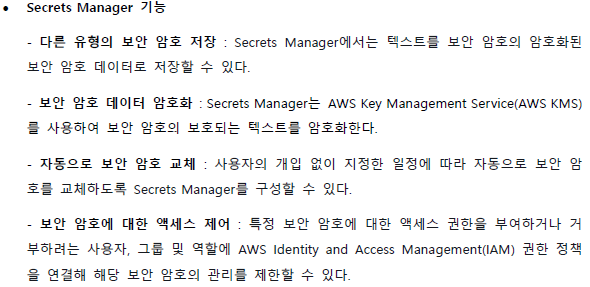 • Secrets Manager 기능
- 다른 유형의 보안 암호 저장 : Secrets Manager에서는 텍스트를 보안 암호의 암호화된
보안 암호 데이터로 저장할 수 있다.
- 보안 암호 데이터 암호화 : Secrets Manager는 AWS Key Management Service(AWS KMS)
를 사용하여 보안 암호의 보호되는 텍스트를 암호화한다.
- 자동으로 보안 암호 교체 : 사용자의 개입 없이 지정한 일정에 따라 자동으로 보안 암
호를 교체하도록 Secrets Manager를 구성할 수 있다.
- 보안 암호에 대한 액세스 제어 : 특정 보안 암호에 대한 액세스 권한을 부여하거나 거
부하려는 사용자, 그룹 및 역할에 AWS Identity and Access Management(IAM) 권한 정책
을 연결해 해당 보안 암호의 관리를 제한할 수 있다.